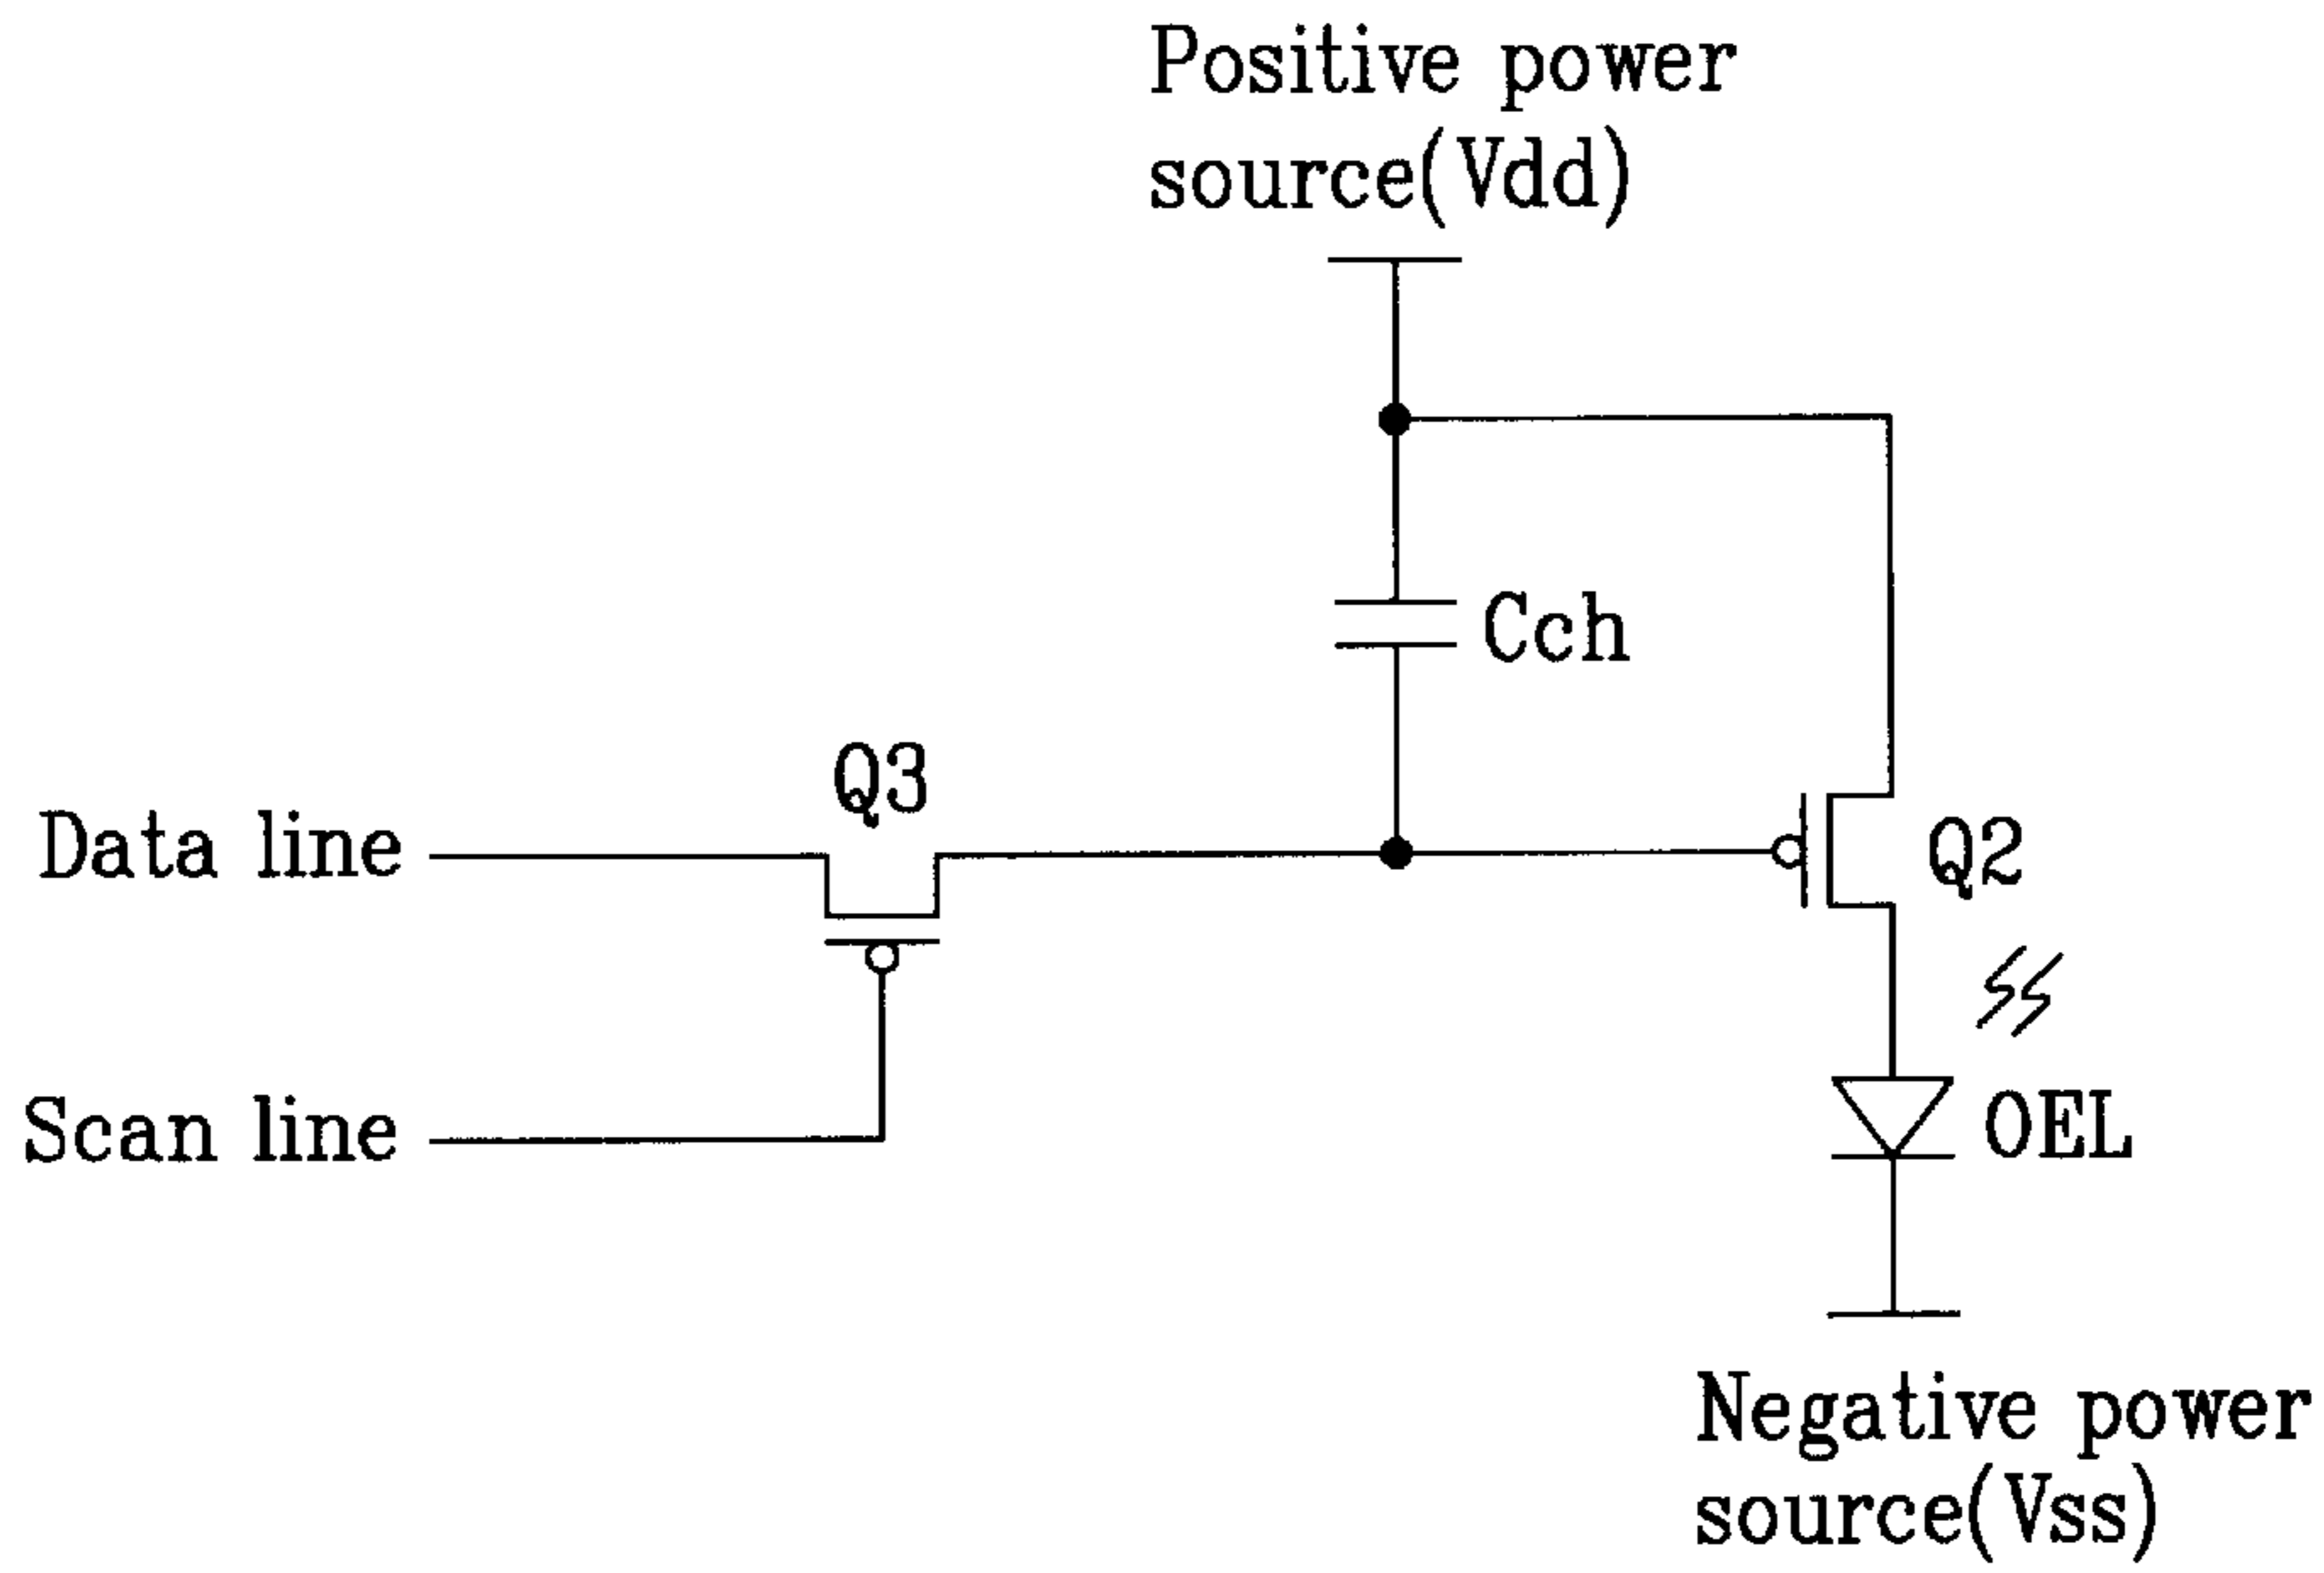 Positive power
source(Vdd)
Cch
Q3
Data line
Q2
Scan line
OEL
Negative power
source(Vss)